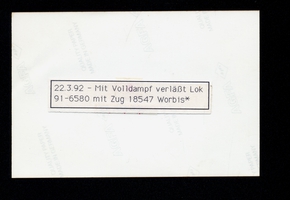 22.3.92 - Mit Volldampf verläßt Lok
91-6580 mit Zug 18547 Worbis*